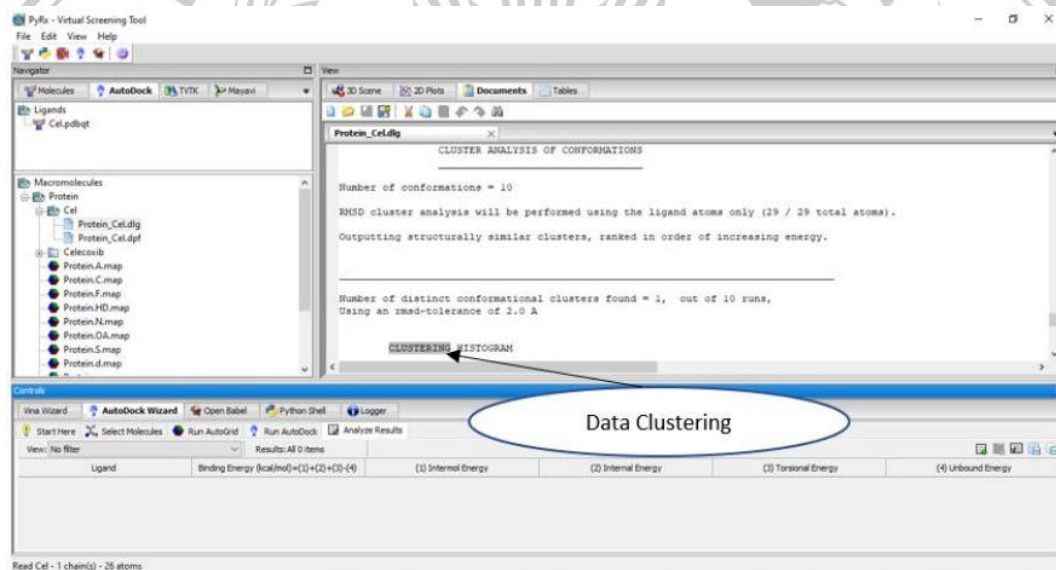 PyRx - Virtual Screening Tool
File Edit View Help
Navigator
View
Molecules AutoDock TVTK Mayavi
3D Scene 2D Plots Documents Tables
Ligands
Cel.pdbqt
Protein_Cel.dlg
CLUSTER ANALYSIS OF CONFORMATIONS
Number of conformations = 10
RMSD cluster analysis will be performed using the ligand atoms only (29 / 29 total atoms).
Outputting structurally similar clusters, ranked in order of increasing energy.
Number of distinct conformational clusters found = 1, out of 10 runs,
Using an rmsd-tolerance of 2.0 A
CLUSTERING HISTOGRAM
Macromolecules
Protein
Cel
Protein_Cel.dlg
Protein_Cel.dpf
Celecoxib
Protein.A.map
Protein.C.map
Protein.F.map
Protein.HD.map
Protein.N.map
Protein.OA.map
Protein.S.map
Protein.d.map
Controls
Vina Wizard AutoDock Wizard Open Babel Python Shell Logger
Data Clustering
Start Here Select Molecules Run AutoGrid Run AutoDock Analyze Results
View: No filter Results: All 0 items
Ligand Binding Energy (kcal/mol)=(1)+(2)+(3)-(4) (1) Intermol Energy (2) Internal Energy (3) Torsional Energy (4) Unbound Energy
Read Cel - 1 chain(s) - 26 atoms